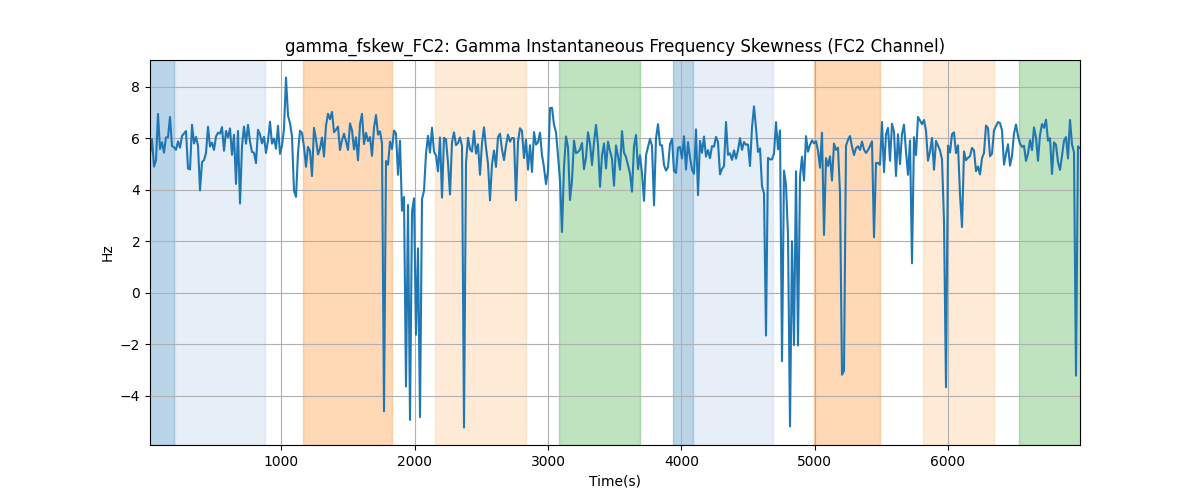 gamma_fskew_FC2: Gamma Instantaneous Frequency Skewness (FC2 Channel)
8
6
4
2
0
−2
−4
Hz
1000 2000 3000 4000 5000 6000
Time(s)